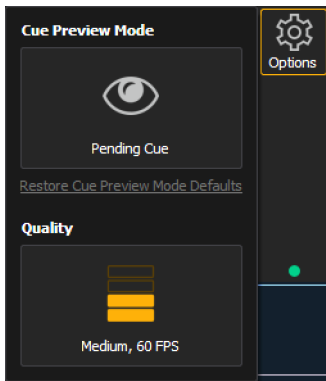 Cue Preview Mode
Options
Pending Cue
Restore Cue Preview Mode Defaults
Quality
Medium, 60 FPS